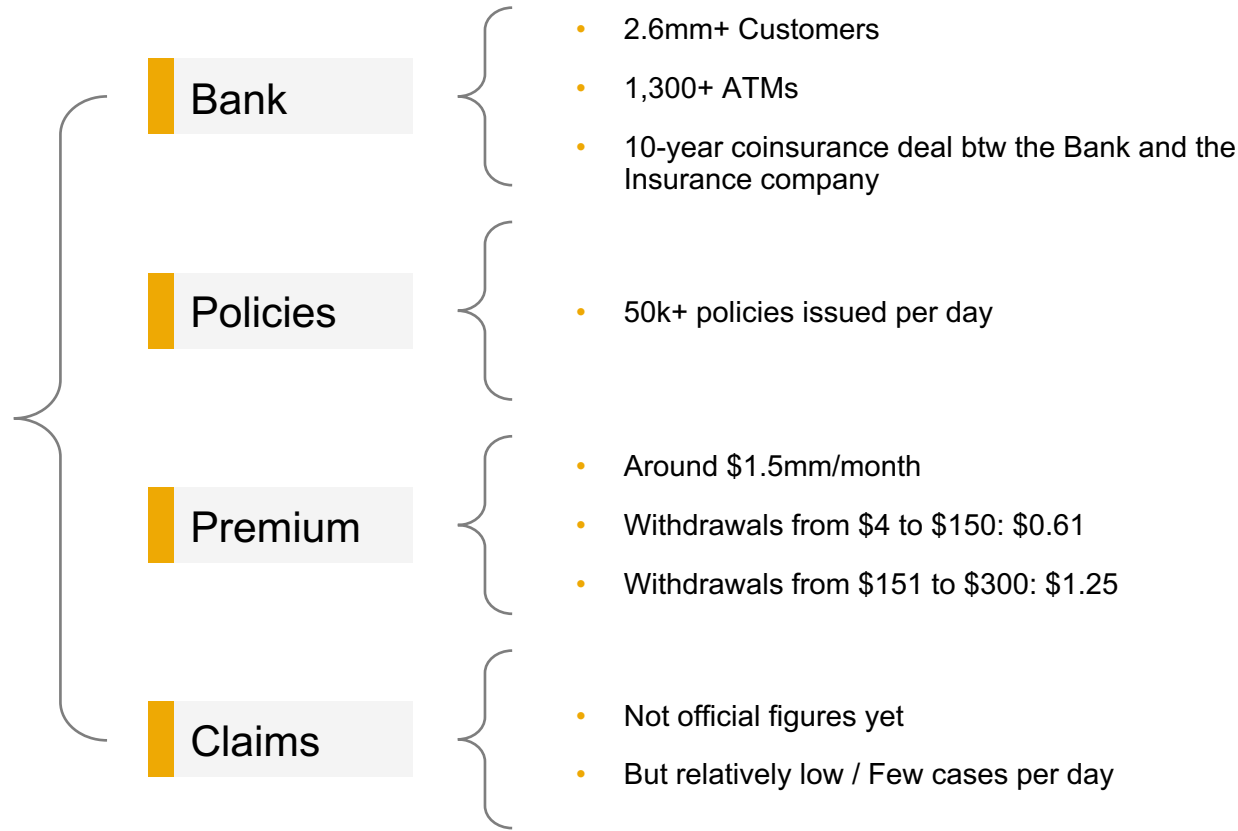 Bank
• 2.6mm+ Customers
• 1,300+ ATMs
• 10-year coinsurance deal btw the Bank and the
Insurance company
Policies
• 50k+ policies issued per day
Premium
• Around $1.5mm/month
• Withdrawals from $4 to $150: $0.61
• Withdrawals from $151 to $300: $1.25
Claims
• Not official figures yet
• But relatively low / Few cases per day